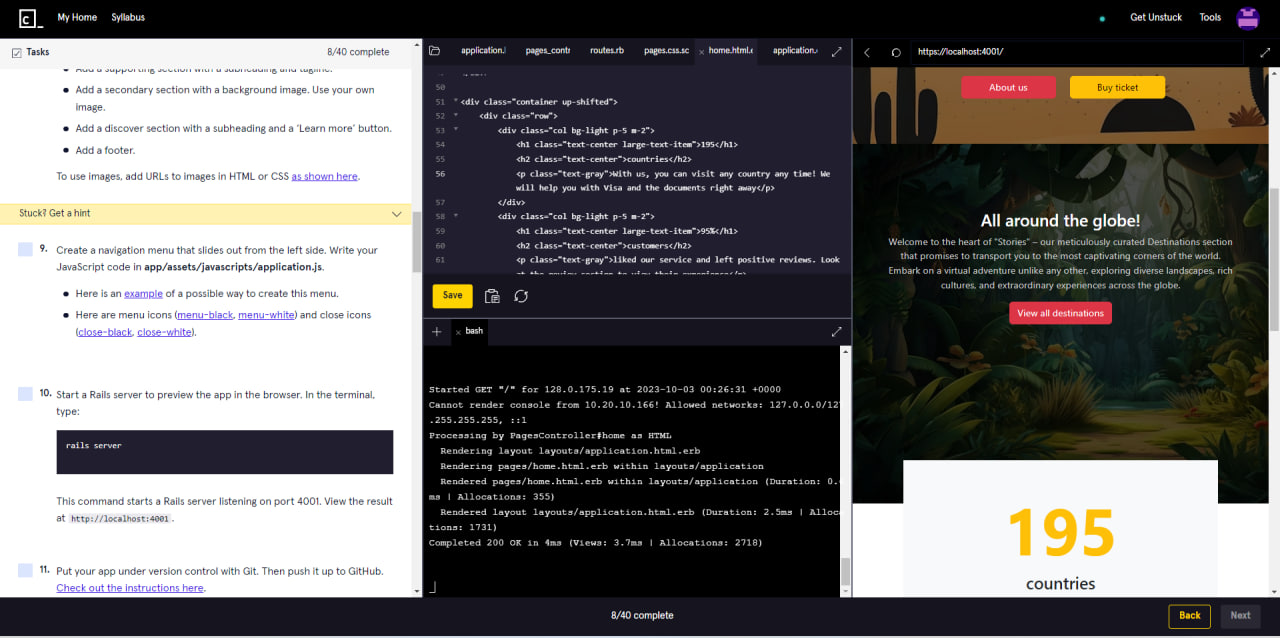 My Home
Syllabus
Get Unstuck
Tools
Tasks
8/40 complete
Add a supporting section with a subheading and tagline.
Add a secondary section with a background image. Use your own
image.
Add a discover section with a subheading and a 'Learn more' button.
Add a footer.
To use images, add URLs to images in HTML or CSS as shown here.
Stuck? Get a hint
9. Create a navigation menu that slides out from the left side. Write your
JavaScript code in app/assets/javascripts/application.js.
Here is an example of a possible way to create this menu.
Here are menu icons (menu-black, menu-white) and close icons
(close-black, close-white).
10. Start a Rails server to preview the app in the browser. In the terminal,
type:
rails server
This command starts a Rails server listening on port 4001. View the result
at http://localhost:4001.
11. Put your app under version control with Git. Then push it up to GitHub.
Check out the instructions here.
application.l
pages_contr
routes.rb
pages.css.sc
home.html.e
application.
50
51 <div class="container up-shifted">
52 <div class="row">
53 <div class="col bg-light p-5 m-2">
54 <h1 class="text-center large-text-item">195</h1>
55 <h2 class="text-center">countries</h2>
56 <p class="text-gray">With us, you can visit any country any time! We
will help you with Visa and the documents right away</p>
57 </div>
58 <div class="col bg-light p-5 m-2">
59 <h1 class="text-center large-text-item">95%</h1>
60 <h2 class="text-center">customers</h2>
61 <p class="text-gray">liked our service and left positive reviews. Look
at the review section to view their experience</p>
Save
bash
Started GET "/" for 128.0.175.19 at 2023-10-03 00:26:31 +0000
Cannot render console from 10.20.10.166! Allowed networks: 127.0.0.0/127
.255.255.255, ::1
Processing by PagesController#home as HTML
Rendering layout layouts/application.html.erb
Rendering pages/home.html.erb within layouts/application
Rendered pages/home.html.erb within layouts/application (Duration: 0.4
ms | Allocations: 355)
Rendered layout layouts/application.html.erb (Duration: 2.5ms | Alloca
tions: 1731)
Completed 200 OK in 4ms (Views: 3.7ms | Allocations: 2718)
https://localhost:4001/
About us
Buy ticket
All around the globe!
Welcome to the heart of "Stories" – our meticulously curated Destinations section
that promises to transport you to the most captivating corners of the world.
Embark on a virtual adventure unlike any other, exploring diverse landscapes, rich
cultures, and extraordinary experiences across the globe.
View all destinations
195
countries
8/40 complete
Back
Next